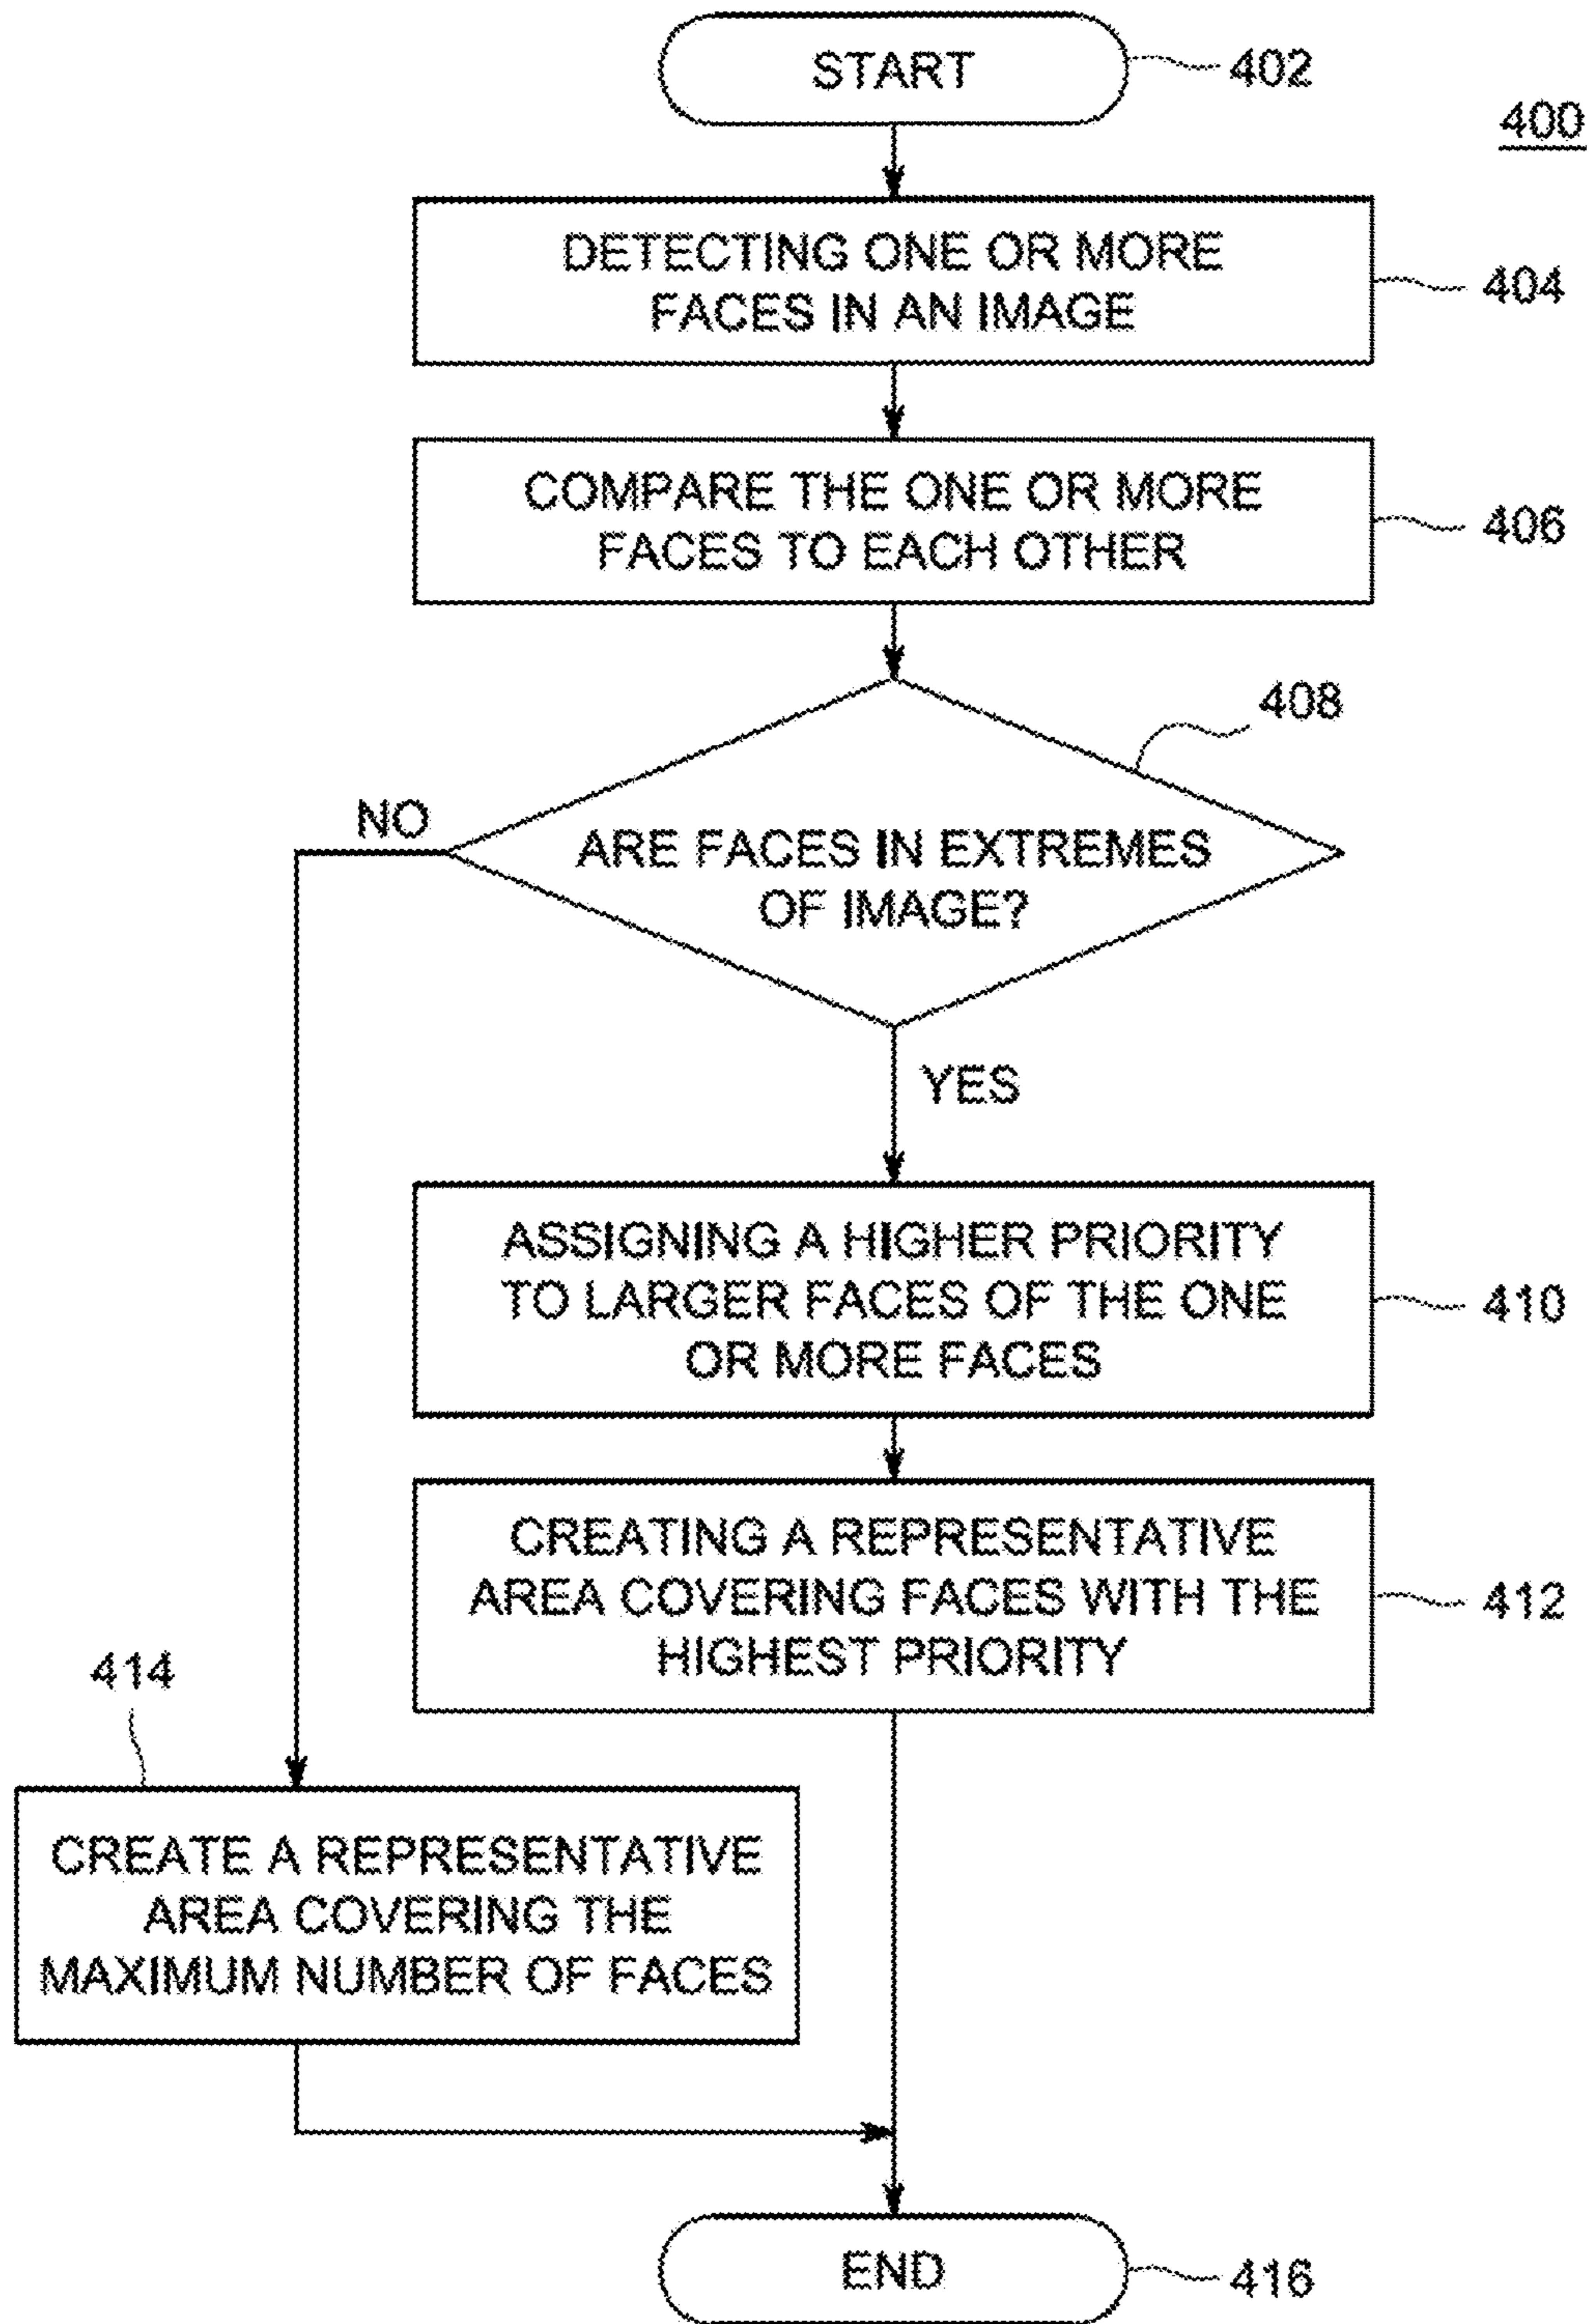 START
402
400
DETECTING ONE OR MORE
FACES IN AN IMAGE
404
COMPARE THE ONE OR MORE
FACES TO EACH OTHER
406
408
NO
ARE FACES IN EXTREMES
OF IMAGE?
YES
ASSIGNING A HIGHER PRIORITY
TO LARGER FACES OF THE ONE
OR MORE FACES
410
CREATING A REPRESENTATIVE
AREA COVERING FACES WITH THE
HIGHEST PRIORITY
412
414
CREATE A REPRESENTATIVE
AREA COVERING THE
MAXIMUM NUMBER OF FACES
END
416